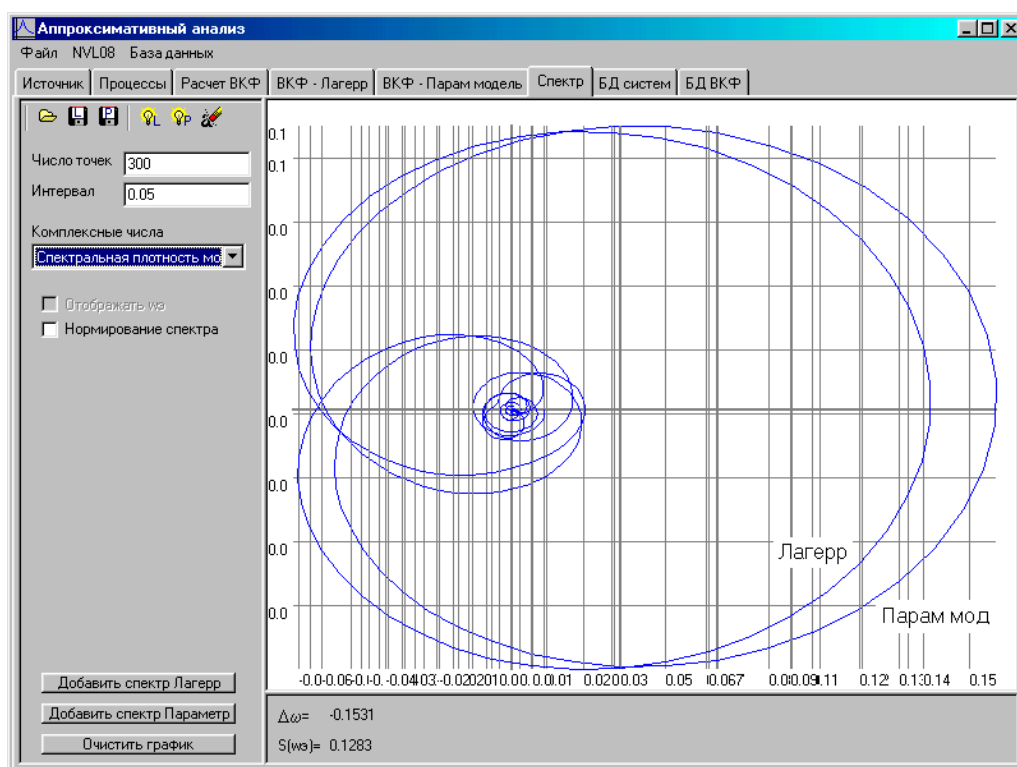 Аппроксимативный анализ
Файл NVL08 База данных
Источник Процессы Расчет ВКФ ВКФ - Лагерр ВКФ - Парам модель Спектр БД систем БД ВКФ
L P
Число точек 300
Интервал 0.05
Комплексные числа
Спектральная плотность мо
Отображать wэ
Нормирование спектра
Добавить спектр Лагерр
Добавить спектр Параметр
Очистить график
0.1
0.1
0.0
0.0
0.0
0.0
0.0
0.0
0.0
Лагерр
Парам мод
0.05 0.067 0.12 0.14 0.15
Δω= -0.1531
S(wэ)= 0.1283